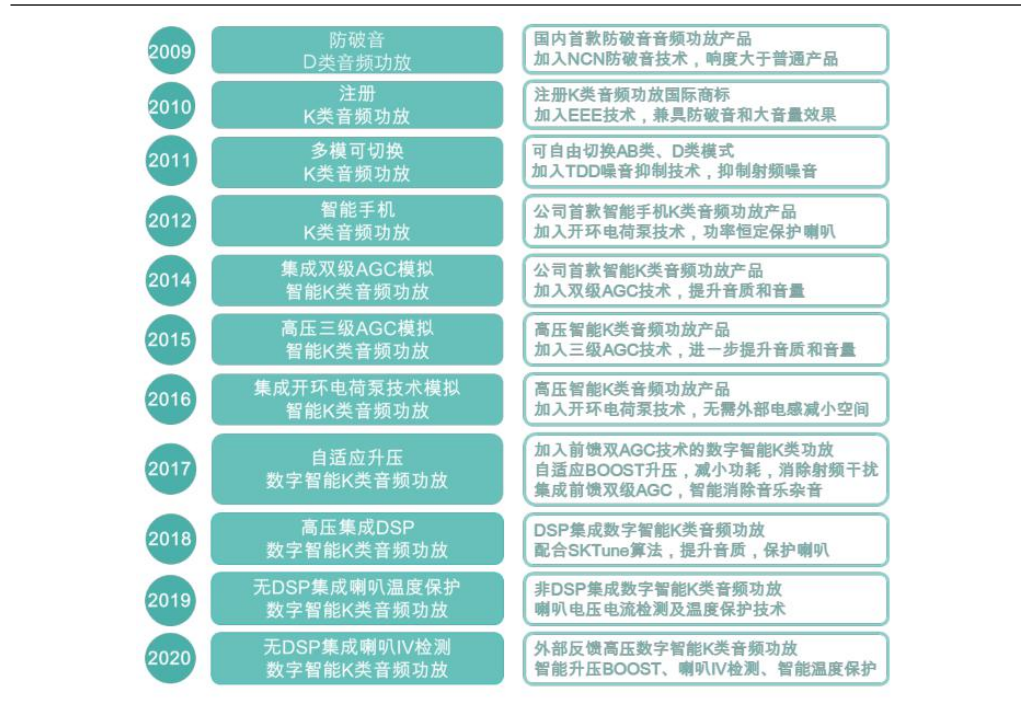 2009
防破音
D类音频功放
国内首款防破音音频功放产品
加入NCN防破音技术，响度大于普通产品
2010
注册
K类音频功放
注册K类音频功放国际商标
加入EEE技术，兼具防破音和大音量效果
2011
多模可切换
K类音频功放
可自由切换AB类、D类模式
加入TDD噪音抑制技术，抑制射频噪音
2012
智能手机
K类音频功放
公司首款智能手机K类音频功放产品
加入开环电荷泵技术，功率恒定保护喇叭
2014
集成双级AGC模拟
智能K类音频功放
公司首款智能K类音频功放产品
加入双级AGC技术，提升音质和音量
2015
高压三级AGC模拟
智能K类音频功放
高压智能K类音频功放产品
加入三级AGC技术，进一步提升音质和音量
2016
集成开环电荷泵技术模拟
智能K类音频功放
高压智能K类音频功放产品
加入开环电荷泵技术，无需外部电感减小空间
2017
自适应升压
数字智能K类音频功放
加入前馈双AGC技术的数字智能K类功放
自适应BOOST升压，减小功耗，消除射频干扰
集成前馈双级AGC，智能消除音乐杂音
2018
高压集成DSP
数字智能K类音频功放
DSP集成数字智能K类音频功放
配合SKTune算法，提升音质，保护喇叭
2019
无DSP集成喇叭温度保护
数字智能K类音频功放
非DSP集成数字智能K类音频功放
喇叭电压电流检测及温度保护技术
2020
无DSP集成喇叭IV检测
数字智能K类音频功放
外部反馈高压数字智能K类音频功放
智能升压BOOST、喇叭IV检测、智能温度保护